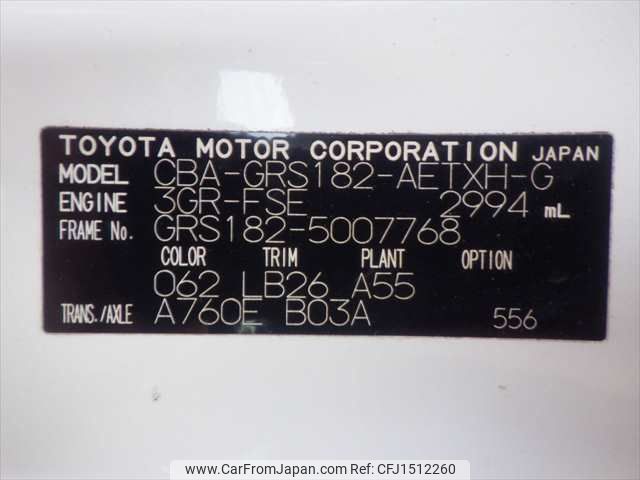 TOYOTA MOTOR CORPORATION JAPAN
MODEL CBA-GRS182-AETXH-G
ENGINE 3GR-FSE 2994 mL
FRAME No. GRS182-5007768
COLOR TRIM PLANT OPTION
062 LB26 A55
TRANS./AXLE A760E B03A 556
www.CarFromJapan.com | Ref.No: CFJ1512260